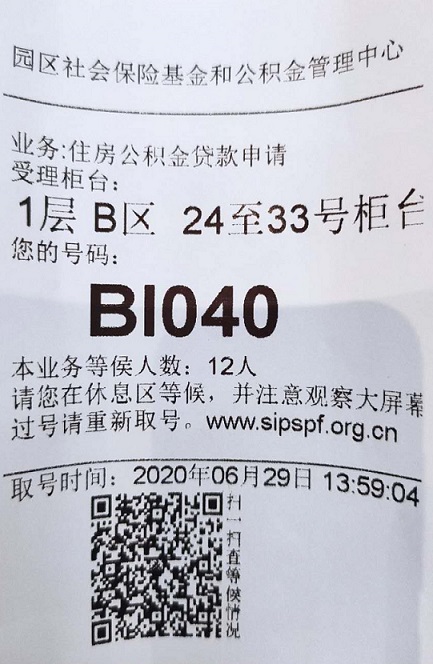 园区社会保险基金和公积金管理中心
业务:住房公积金贷款申请
受理柜台:
1层 B区 24至33号柜台
您的号码:
BI040
本业务等侯人数: 12人
请您在休息区等候，并注意观察大屏幕
过号请重新取号。www.sipspf.org.cn
取号时间: 2020年06月29日 13:59:04
扫一扫查等候情况